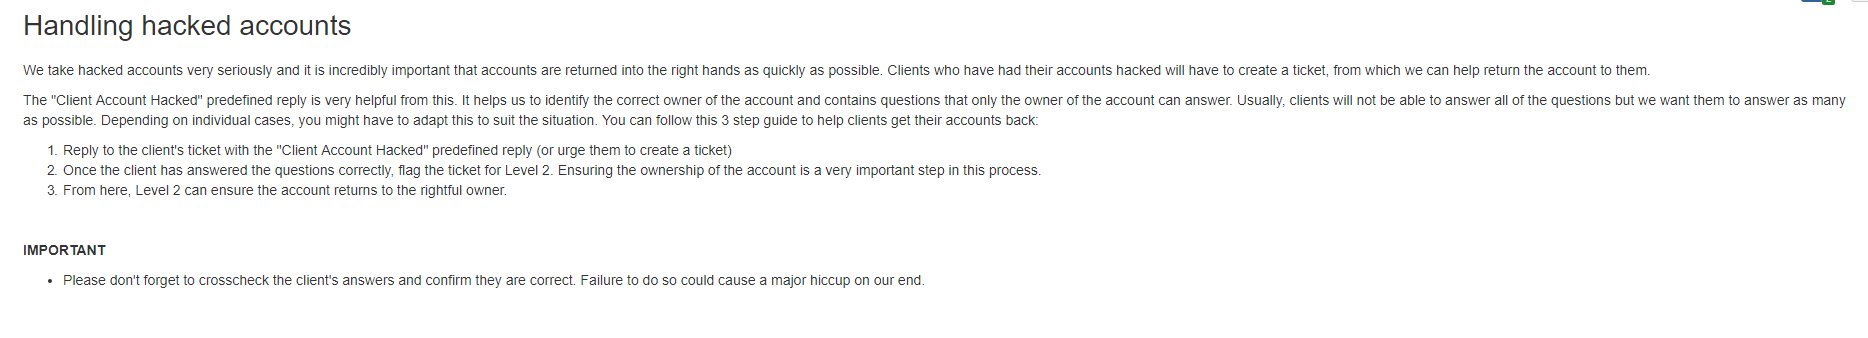 Handling hacked accounts
We take hacked accounts very seriously and it is incredibly important that accounts are returned into the right hands as quickly as possible. Clients who have had their accounts hacked will have to create a ticket, from which we can help return the account to them.
The "Client Account Hacked" predefined reply is very helpful from this. It helps us to identify the correct owner of the account and contains questions that only the owner of the account can answer. Usually, clients will not be able to answer all of the questions but we want them to answer as many
as possible. Depending on individual cases, you might have to adapt this to suit the situation. You can follow this 3 step guide to help clients get their accounts back:
1. Reply to the client's ticket with the "Client Account Hacked" predefined reply (or urge them to create a ticket)
2. Once the client has answered the questions correctly, flag the ticket for Level 2. Ensuring the ownership of the account is a very important step in this process.
3. From here, Level 2 can ensure the account returns to the rightful owner.
IMPORTANT
• Please don't forget to crosscheck the client's answers and confirm they are correct. Failure to do so could cause a major hiccup on our end.